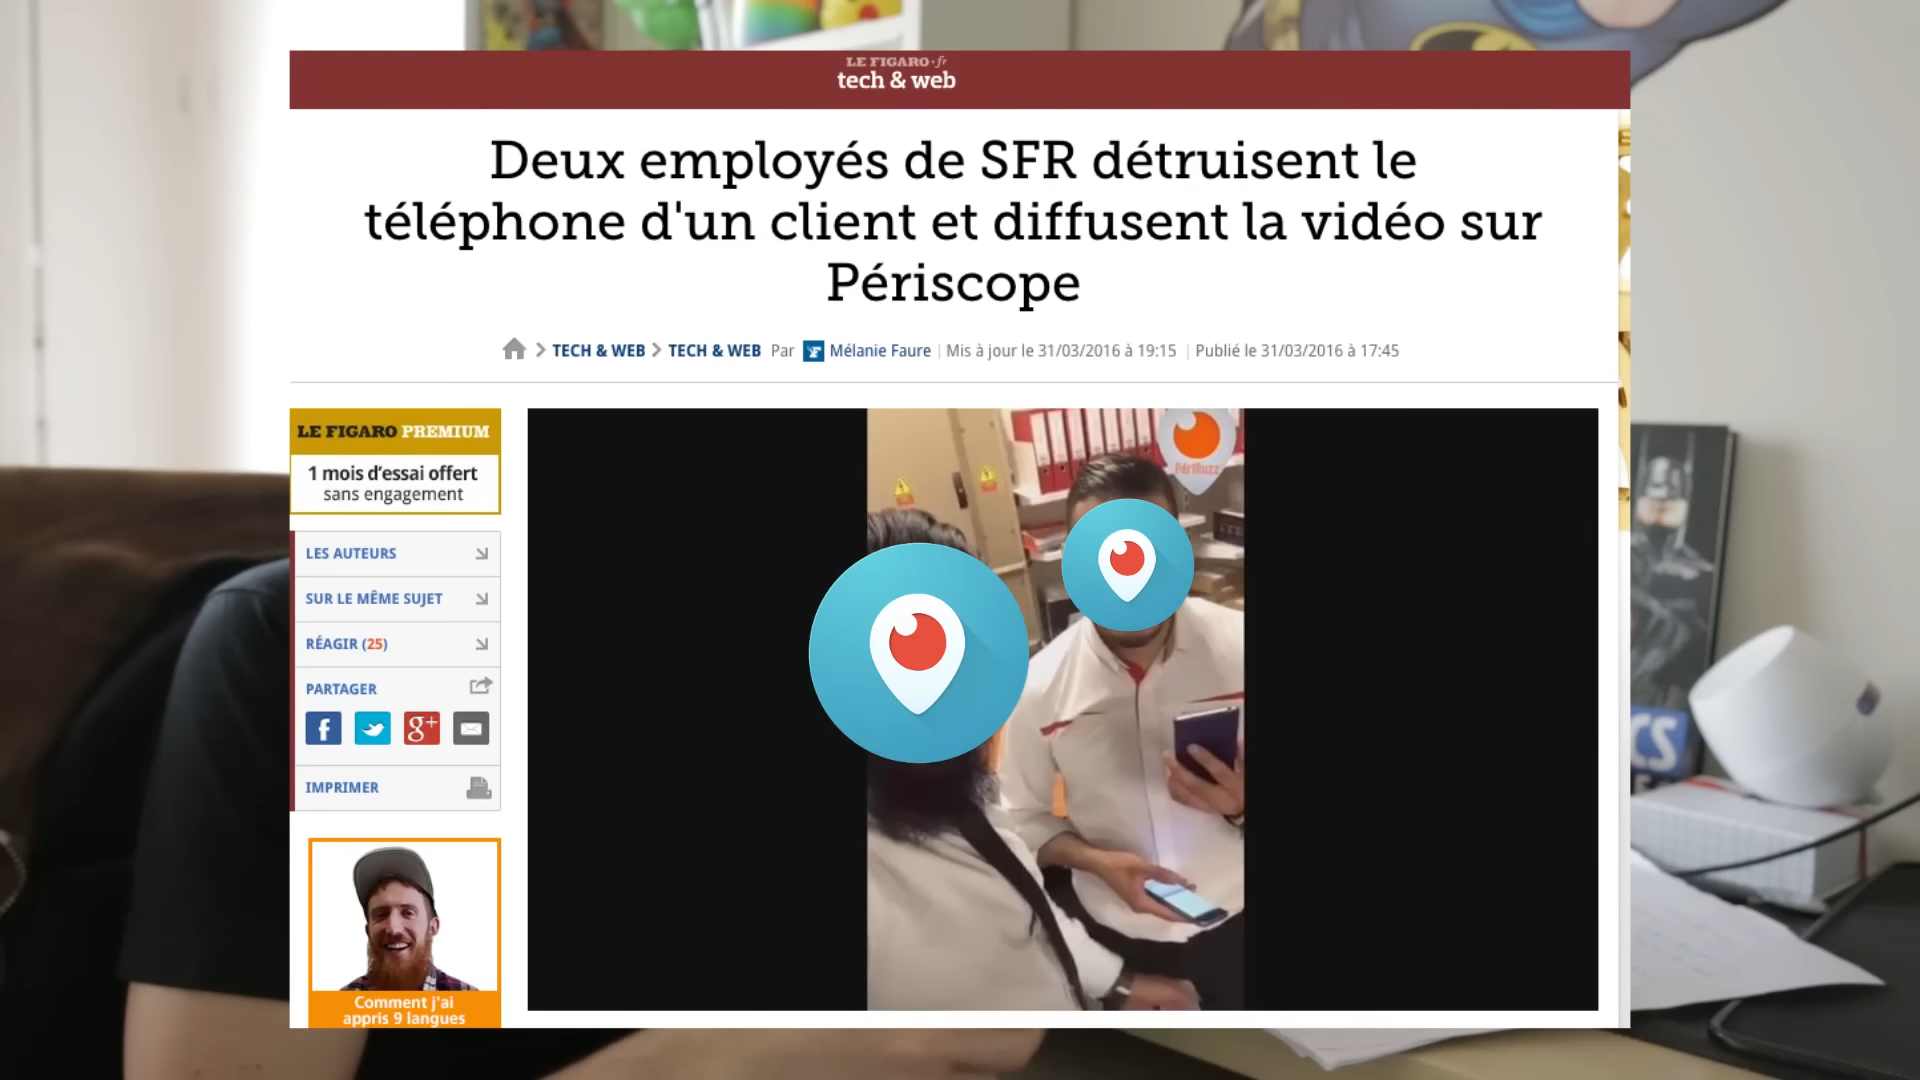 LE FIGARO·fr
tech & web
Deux employés de SFR détruisent le
téléphone d'un client et diffusent la vidéo sur
Périscope
TECH & WEB TECH & WEB Par Mélanie Faure | Mis à jour le 31/03/2016 à 19:15 | Publié le 31/03/2016 à 17:45
LE FIGARO PREMIUM
1 mois d'essai offert
sans engagement
LES AUTEURS
SUR LE MÊME SUJET
RÉAGIR (25)
PARTAGER
f
g+
IMPRIMER
Comment j'ai
appris 9 langues
PériBuzz
CS